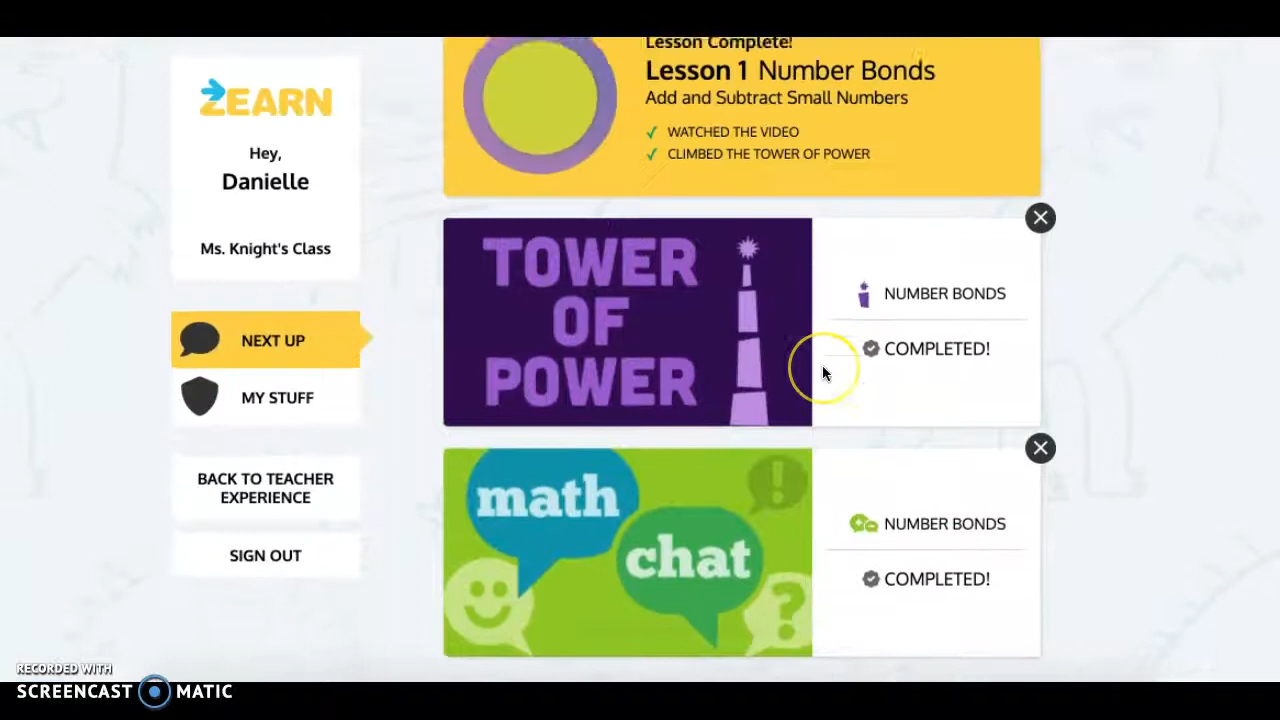 ZEARN
Hey,
Danielle
Ms. Knight's Class
NEXT UP
MY STUFF
BACK TO TEACHER
EXPERIENCE
SIGN OUT
Lesson Complete!
Lesson 1 Number Bonds
Add and Subtract Small Numbers
✓ WATCHED THE VIDEO
✓ CLIMBED THE TOWER OF POWER
TOWER
OF
POWER
NUMBER BONDS
COMPLETED!
math
chat
!
?
NUMBER BONDS
COMPLETED!
RECORDED WITH
SCREENCAST MATIC